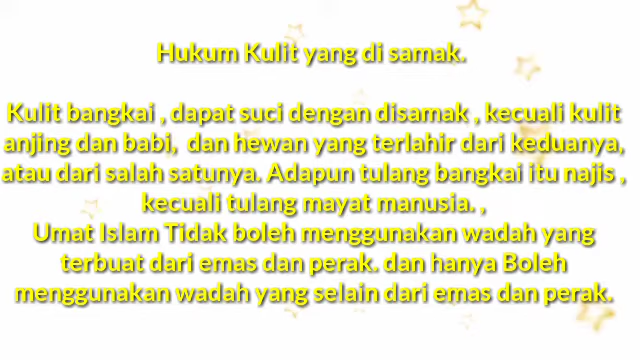 Hukum Kulit yang di samak.
Kulit bangkai , dapat suci dengan disamak , kecuali kulit
anjing dan babi,  dan hewan yang terlahir dari keduanya,
atau dari salah satunya. Adapun tulang bangkai itu najis ,
kecuali tulang mayat manusia. ,
Umat Islam Tidak boleh menggunakan wadah yang
terbuat dari emas dan perak. dan hanya Boleh
menggunakan wadah yang selain dari emas dan perak.